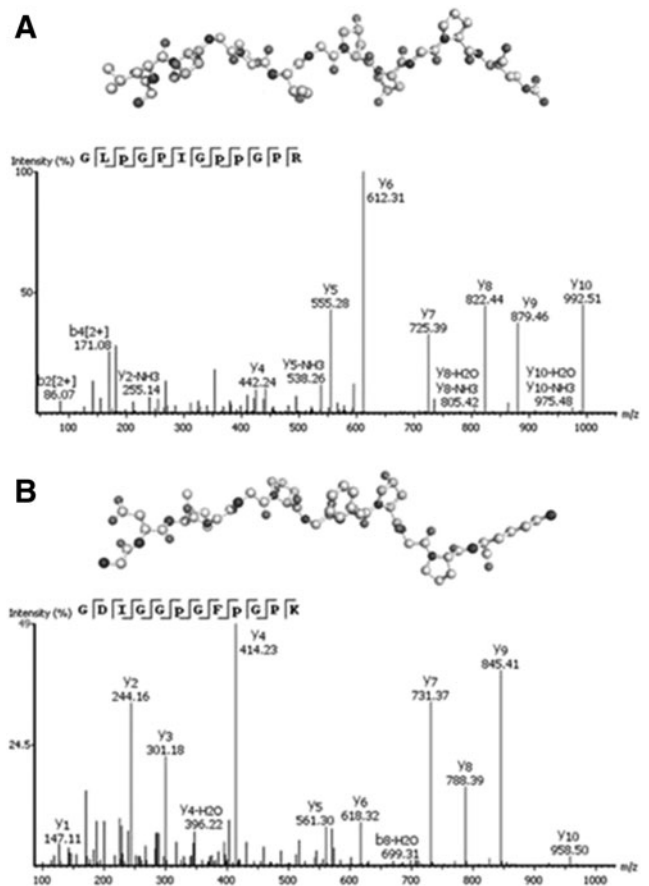 A
Intensity (%) G L p G P I G p p G P R
100
y6
612.31
y5
555.28
50
y8
822.44
y9
879.46
y10
992.51
y7
725.39
b4[2+]
171.08
b2[2+]
86.07
y2-NH3
255.14
y4
442.24
y5-NH3
538.26
y8-H2O
y8-NH3
805.42
y10-H2O
y10-NH3
975.48
100 200 300 400 500 600 700 800 900 1000 m/z
B
Intensity (%) G D I G G p G F p G P K
49
y4
414.23
y9
845.41
y2
244.16
y7
731.37
24.5
y3
301.18
y8
788.39
y1
147.11
y4-H2O
396.22
y5
561.30
y6
618.32
b8-H2O
699.31
y10
958.50
100 200 300 400 500 600 700 800 900 1000 m/z